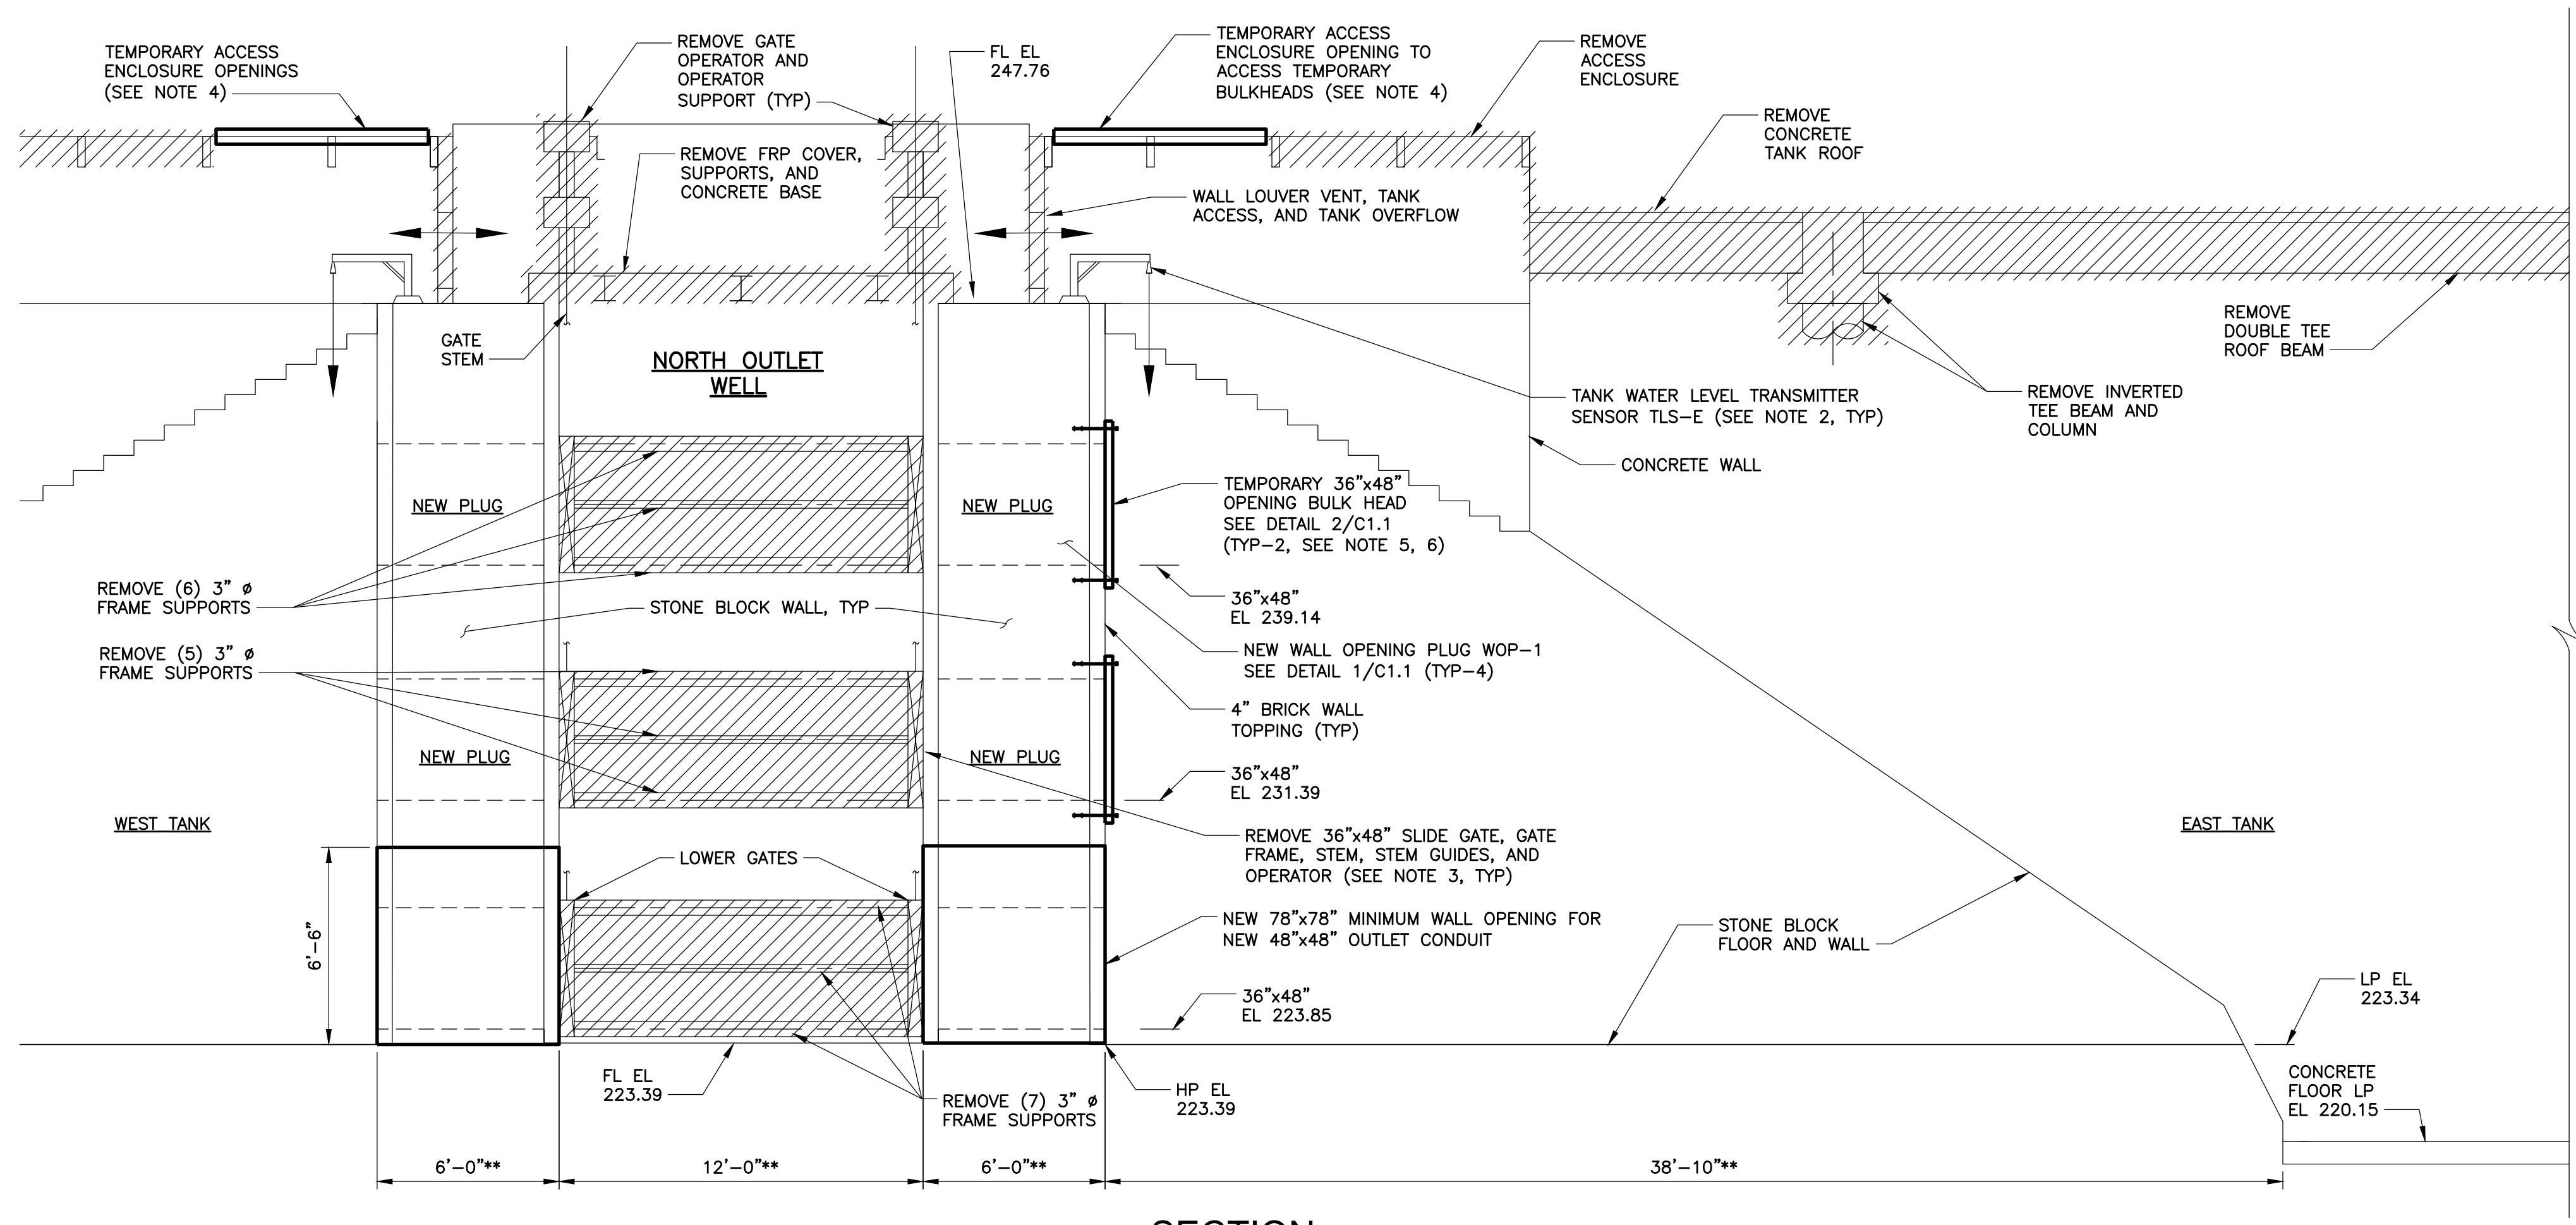 TEMPORARY ACCESS
ENCLOSURE OPENINGS
(SEE NOTE 4)
REMOVE GATE
OPERATOR AND
OPERATOR
SUPPORT (TYP)
FL EL
247.76
TEMPORARY ACCESS
ENCLOSURE OPENING TO
ACCESS TEMPORARY
BULKHEADS (SEE NOTE 4)
REMOVE
ACCESS
ENCLOSURE
REMOVE
CONCRETE
TANK ROOF
REMOVE FRP COVER,
SUPPORTS, AND
CONCRETE BASE
WALL LOUVER VENT, TANK
ACCESS, AND TANK OVERFLOW
GATE
STEM
NORTH OUTLET
WELL
REMOVE
DOUBLE TEE
ROOF BEAM
TANK WATER LEVEL TRANSMITTER
SENSOR TLS-E (SEE NOTE 2, TYP)
REMOVE INVERTED
TEE BEAM AND
COLUMN
CONCRETE WALL
NEW PLUG
NEW PLUG
TEMPORARY 36"x48"
OPENING BULK HEAD
SEE DETAIL 2/C1.1
(TYP-2, SEE NOTE 5, 6)
REMOVE (6) 3" ø
FRAME SUPPORTS
STONE BLOCK WALL, TYP
36"x48"
EL 239.14
REMOVE (5) 3" ø
FRAME SUPPORTS
NEW WALL OPENING PLUG WOP-1
SEE DETAIL 1/C1.1 (TYP-4)
4" BRICK WALL
TOPPING (TYP)
NEW PLUG
NEW PLUG
36"x48"
EL 231.39
WEST TANK
EAST TANK
REMOVE 36"x48" SLIDE GATE, GATE
FRAME, STEM, STEM GUIDES, AND
OPERATOR (SEE NOTE 3, TYP)
LOWER GATES
6'-6"
NEW 78"x78" MINIMUM WALL OPENING FOR
NEW 48"x48" OUTLET CONDUIT
STONE BLOCK
FLOOR AND WALL
36"x48"
EL 223.85
LP EL
223.34
FL EL
223.39
REMOVE (7) 3" ø
FRAME SUPPORTS
HP EL
223.39
CONCRETE
FLOOR LP
EL 220.15
6'-0"**
12'-0"**
6'-0"**
38'-10"**
SECTION